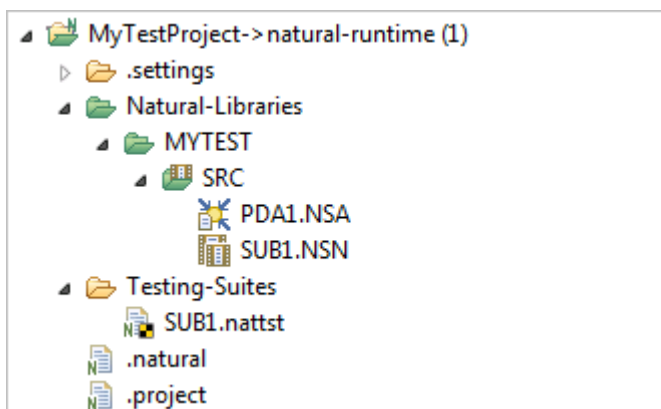 MyTestProject->natural-runtime (1)
.settings
Natural-Libraries
MYTEST
SRC
PDA1.NSA
SUB1.NSN
Testing-Suites
SUB1.nattst
.natural
.project